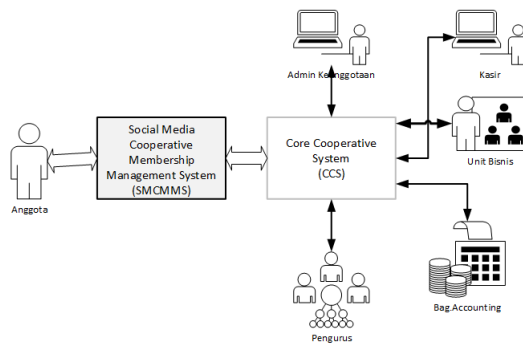 Admin Keanggotaan
Kasir
Social Media
Cooperative
Membership
Management System
(SMCMMS)
Core Cooperative
System
(CCS)
Unit Bisnis
Anggota
Bag.Accounting
Pengurus